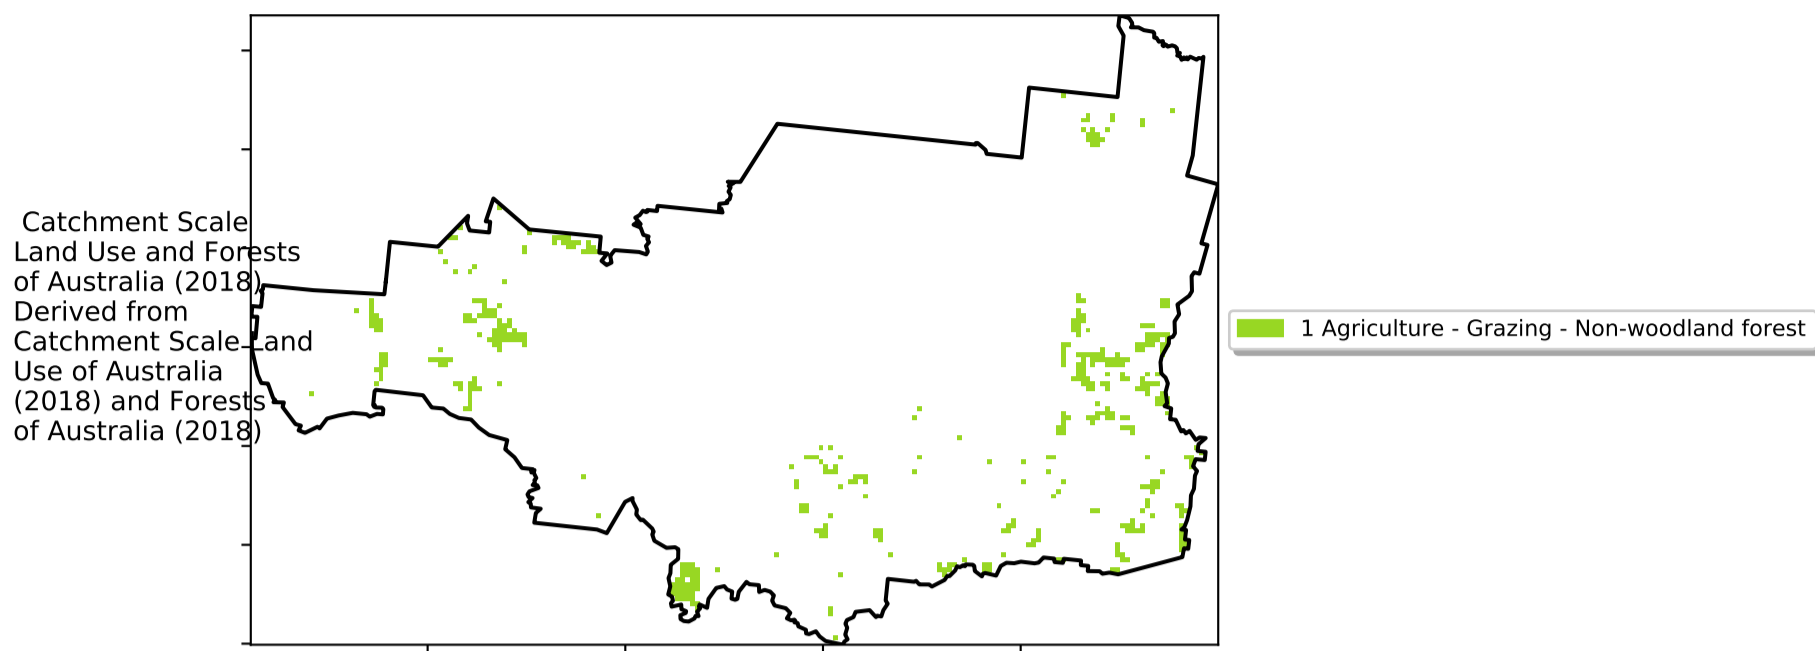 Catchment Scale
Land Use and Forests
of Australia (2018)
Derived from
Catchment Scale Land
Use of Australia
(2018) and Forests
of Australia (2018)
1 Agriculture - Grazing - Non-woodland forest